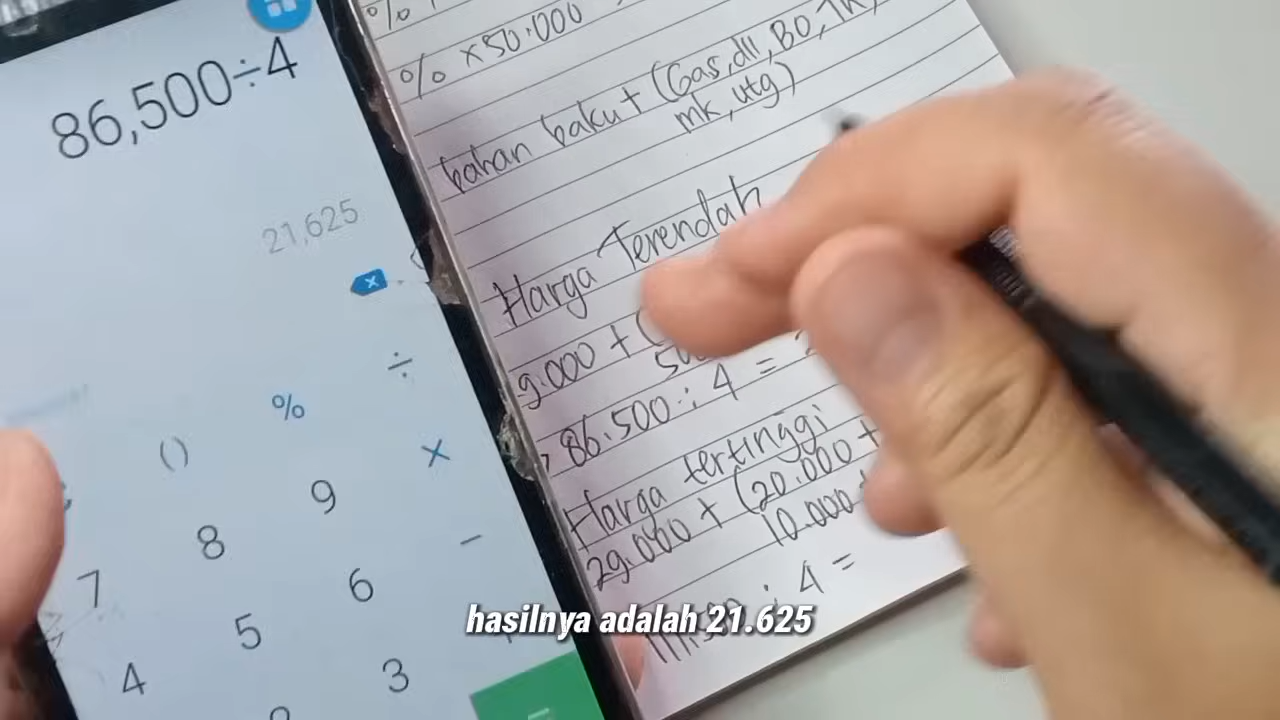 86,500÷4
21,625
%
÷
()
%
×
7
8
9
−
4
5
6
3
%
% × 50.000
bahan baku + (Gas, dll, BO, TK,
mk, utg)
Harga Terendah
9.000 + (
86.500 : 4 =
Harga tertinggi
29.000 + (20.000 +
10.000
: 4 =
hasilnya adalah 21.625